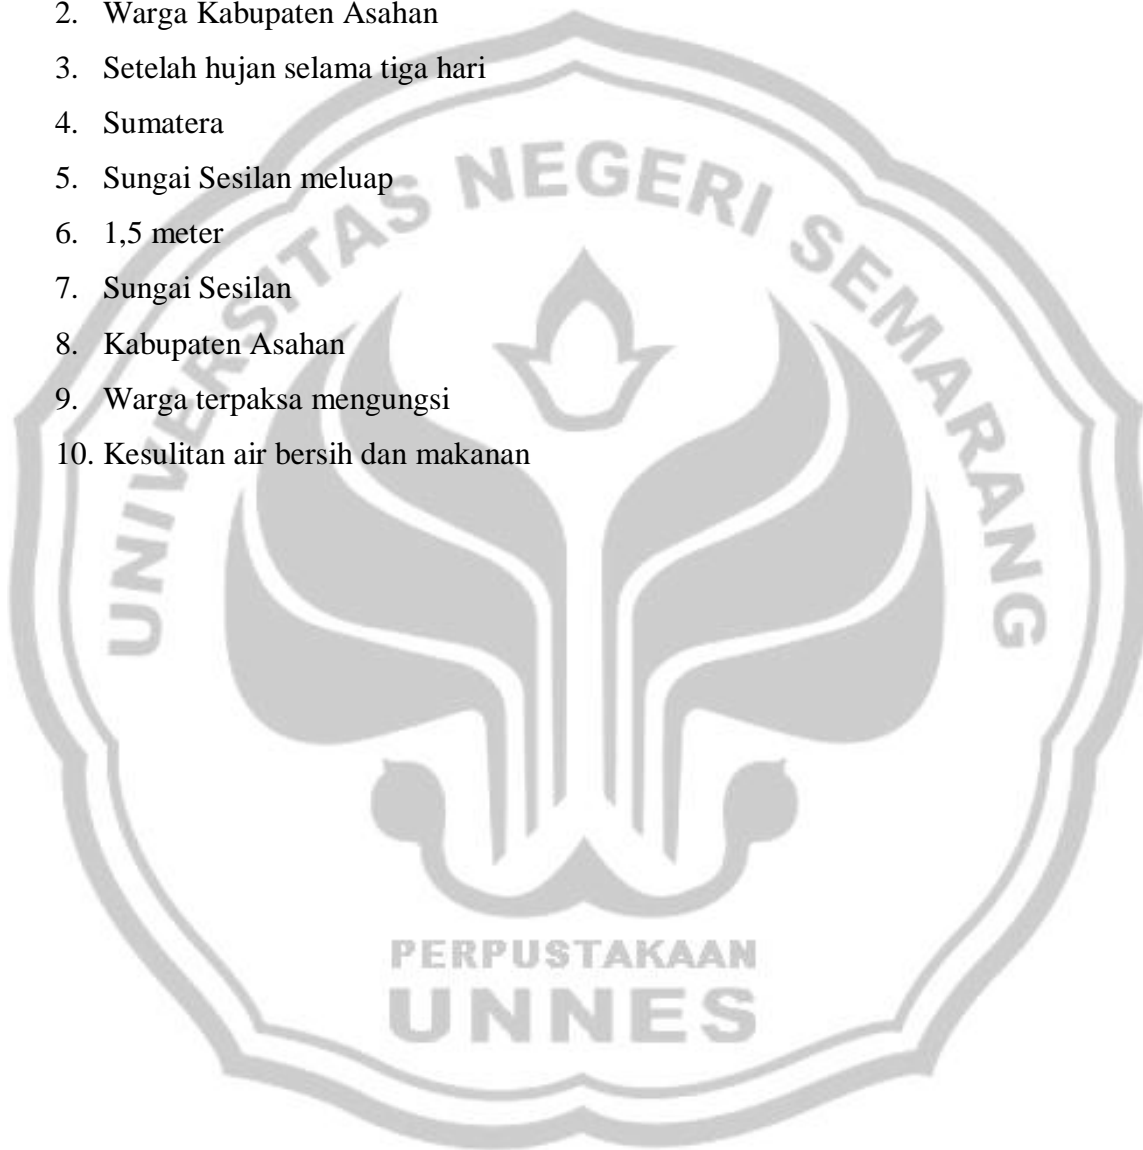 2. Warga Kabupaten Asahan
3. Setelah hujan selama tiga hari
4. Sumatera
5. Sungai Sesilan meluap
6. 1,5 meter
7. Sungai Sesilan
8. Kabupaten Asahan
9. Warga terpaksa mengungsi
10. Kesulitan air bersih dan makanan
UNIVERSITAS NEGERI SEMARANG
PERPUSTAKAAN
UNNES